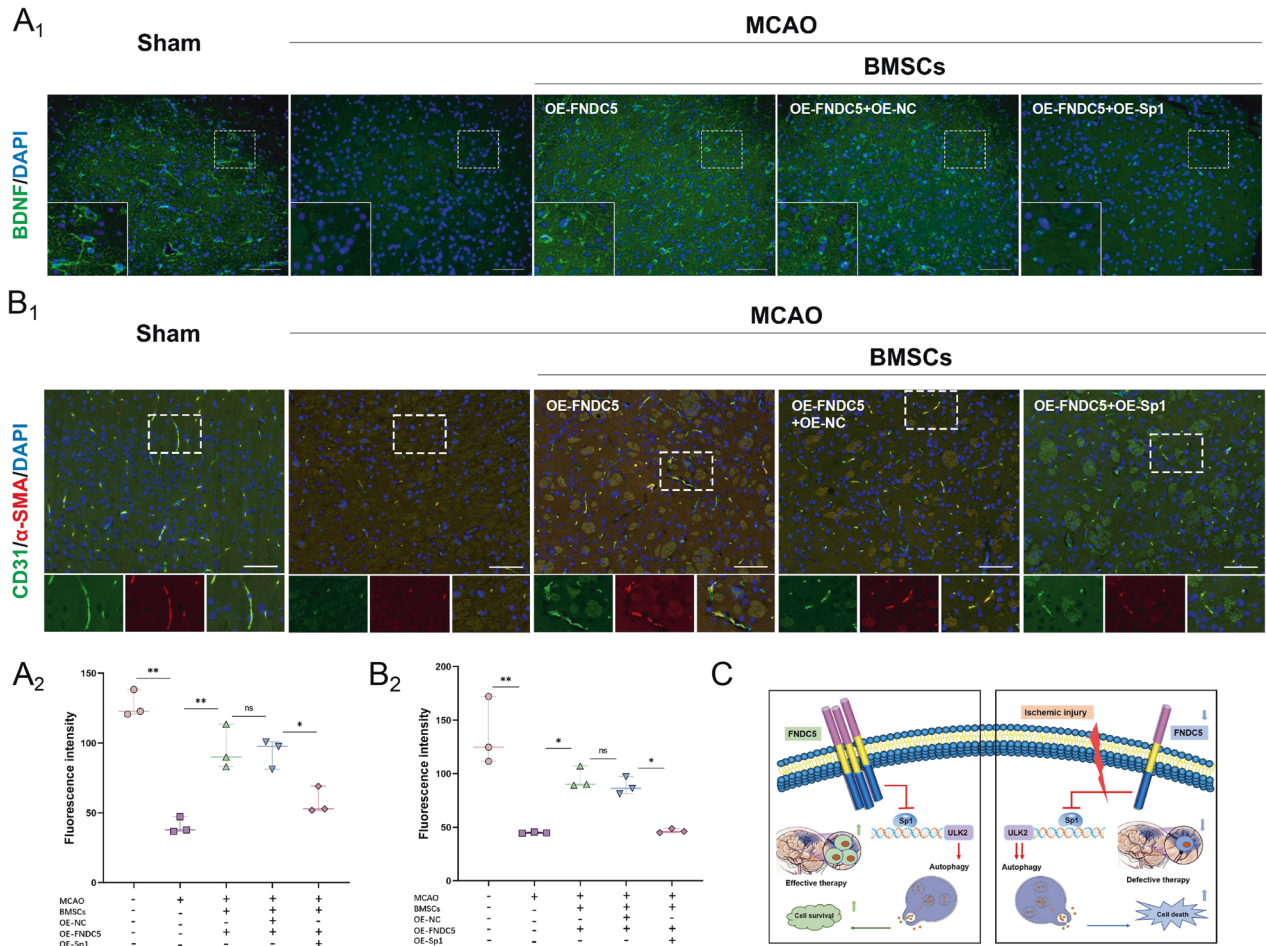 A1
Sham
MCAO
BMSCs
BDNF/DAPI
OE-FNDC5
OE-FNDC5+OE-NC
OE-FNDC5+OE-Sp1
B1
Sham
MCAO
BMSCs
CD31/α-SMA/DAPI
OE-FNDC5
OE-FNDC5
+OE-NC
OE-FNDC5+OE-Sp1
A2
Fluorescence intensity
150
100
50
0
**
**
ns
*
MCAO - + + + +
BMSCs - - + + +
OE-NC - - - + -
OE-FNDC5 - - + + +
OE-Sp1 - - - - +
B2
Fluorescence intensity
200
150
100
50
0
**
*
ns
*
MCAO - + + + +
BMSCs - - + + +
OE-NC - - - + -
OE-FNDC5 - - + + +
OE-Sp1 - - - - +
C
FNDC5
Sp1
ULK2
Autophagy
Effective therapy
Cell survival
Ischemic injury
FNDC5
Sp1
ULK2
Autophagy
Defective therapy
Cell death